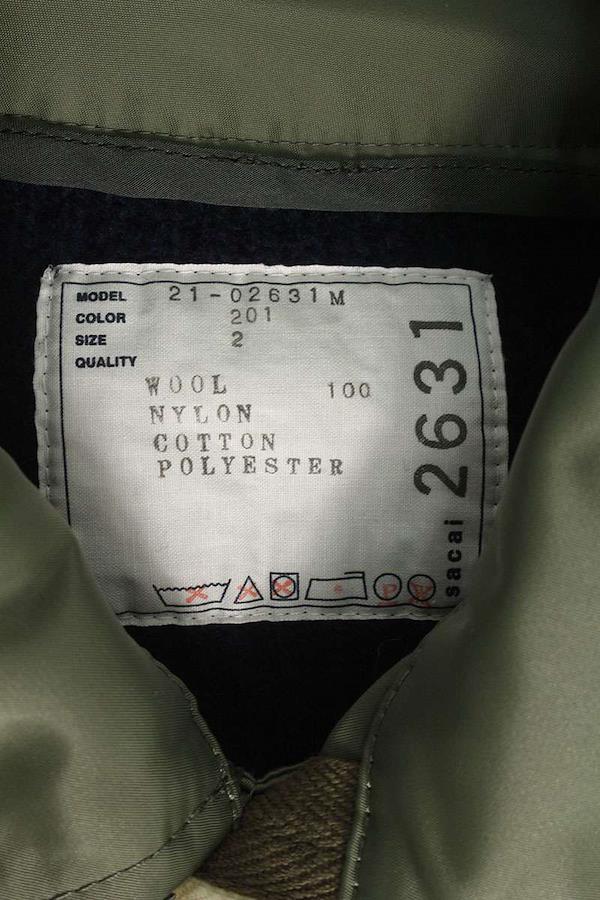 MODEL 21-02631M
COLOR 201
SIZE 2
QUALITY
WOOL 100
NYLON
COTTON
POLYESTER
P W
sacai 2631